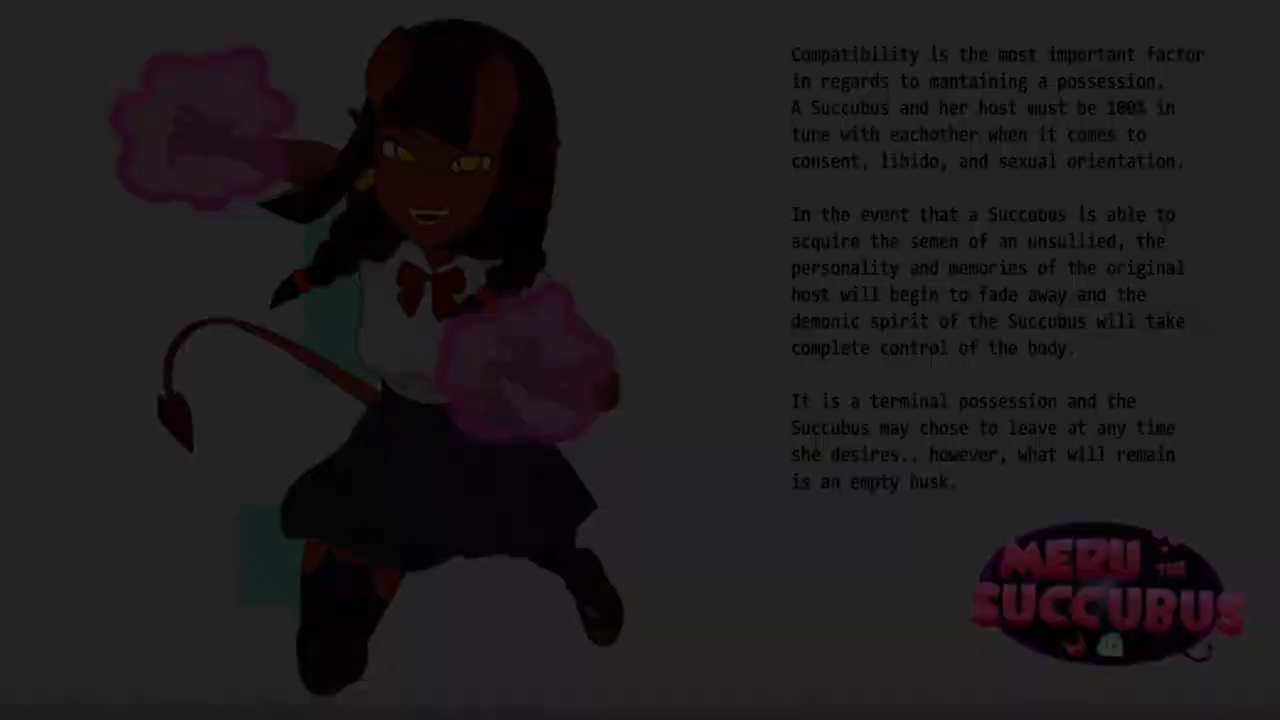 Compatibility is the most important factor
in regards to mantaining a possession.
A Succubus and her host must be 100% in
tune with eachother when it comes to
consent, libido, and sexual orientation.
In the event that a Succubus is able to
acquire the semen of an unsullied, the
personality and memories of the original
host will begin to fade away and the
demonic spirit of the Succubus will take
complete control of the body.
It is a terminal possession and the
Succubus may chose to leave at any time
she desires.. however, what will remain
is an empty husk.
MERU THE
SUCCUBUS